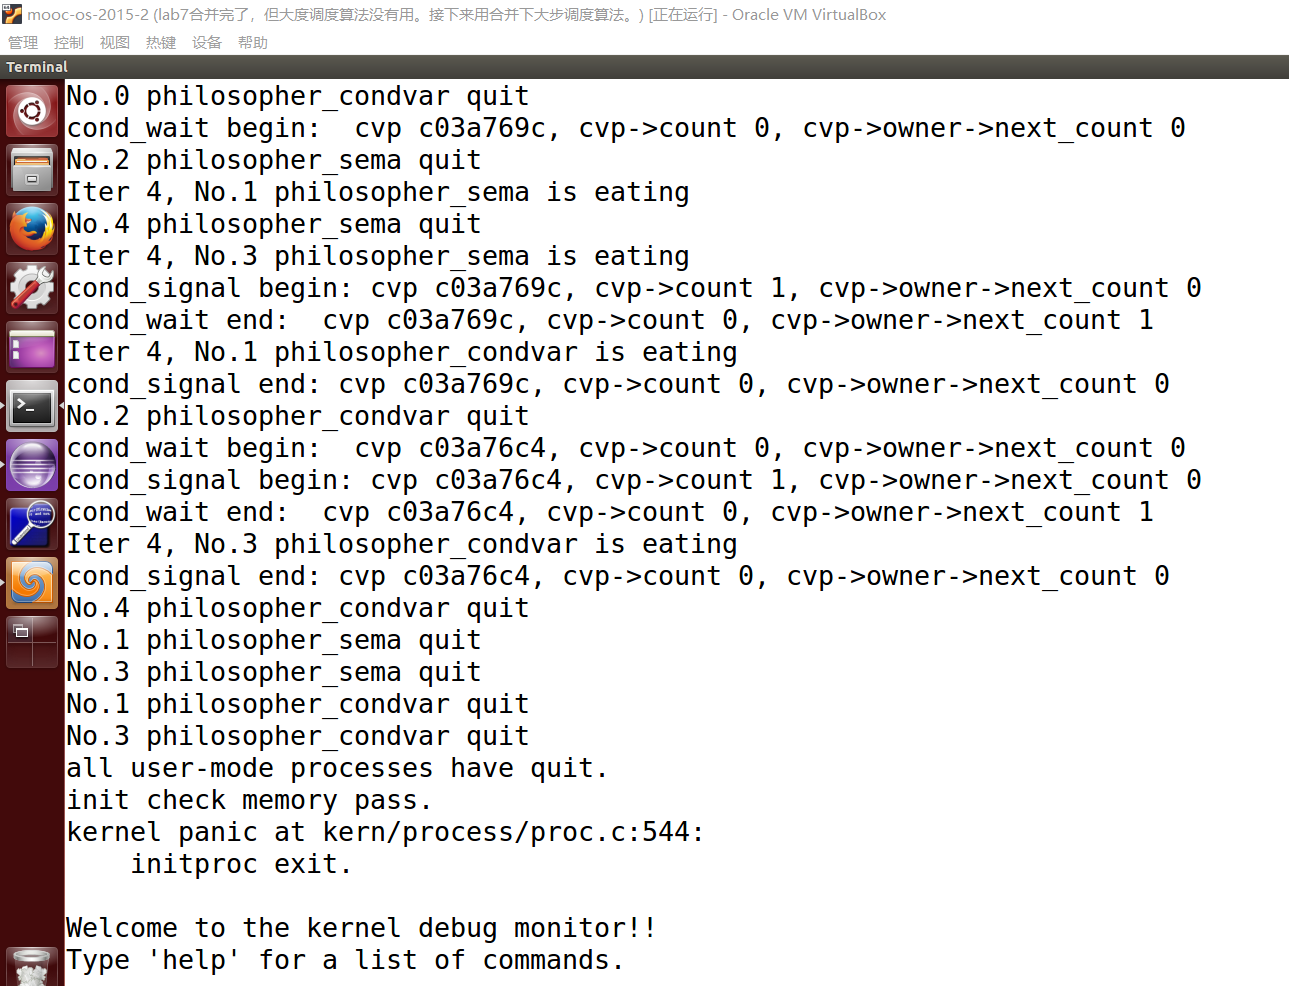 mooc-os-2015-2 (lab7合并完了，但大度调度算法没有用。接下来用合并下大步调度算法。) [正在运行] - Oracle VM VirtualBox
管理 控制 视图 热键 设备 帮助
Terminal
No.0 philosopher_condvar quit
cond_wait begin:  cvp c03a769c, cvp->count 0, cvp->owner->next_count 0
No.2 philosopher_sema quit
Iter 4, No.1 philosopher_sema is eating
No.4 philosopher_sema quit
Iter 4, No.3 philosopher_sema is eating
cond_signal begin: cvp c03a769c, cvp->count 1, cvp->owner->next_count 0
cond_wait end:  cvp c03a769c, cvp->count 0, cvp->owner->next_count 1
Iter 4, No.1 philosopher_condvar is eating
cond_signal end: cvp c03a769c, cvp->count 0, cvp->owner->next_count 0
No.2 philosopher_condvar quit
cond_wait begin:  cvp c03a76c4, cvp->count 0, cvp->owner->next_count 0
cond_signal begin: cvp c03a76c4, cvp->count 1, cvp->owner->next_count 0
cond_wait end:  cvp c03a76c4, cvp->count 0, cvp->owner->next_count 1
Iter 4, No.3 philosopher_condvar is eating
cond_signal end: cvp c03a76c4, cvp->count 0, cvp->owner->next_count 0
No.4 philosopher_condvar quit
No.1 philosopher_sema quit
No.3 philosopher_sema quit
No.1 philosopher_condvar quit
No.3 philosopher_condvar quit
all user-mode processes have quit.
init check memory pass.
kernel panic at kern/process/proc.c:544:
    initproc exit.
Welcome to the kernel debug monitor!!
Type 'help' for a list of commands.